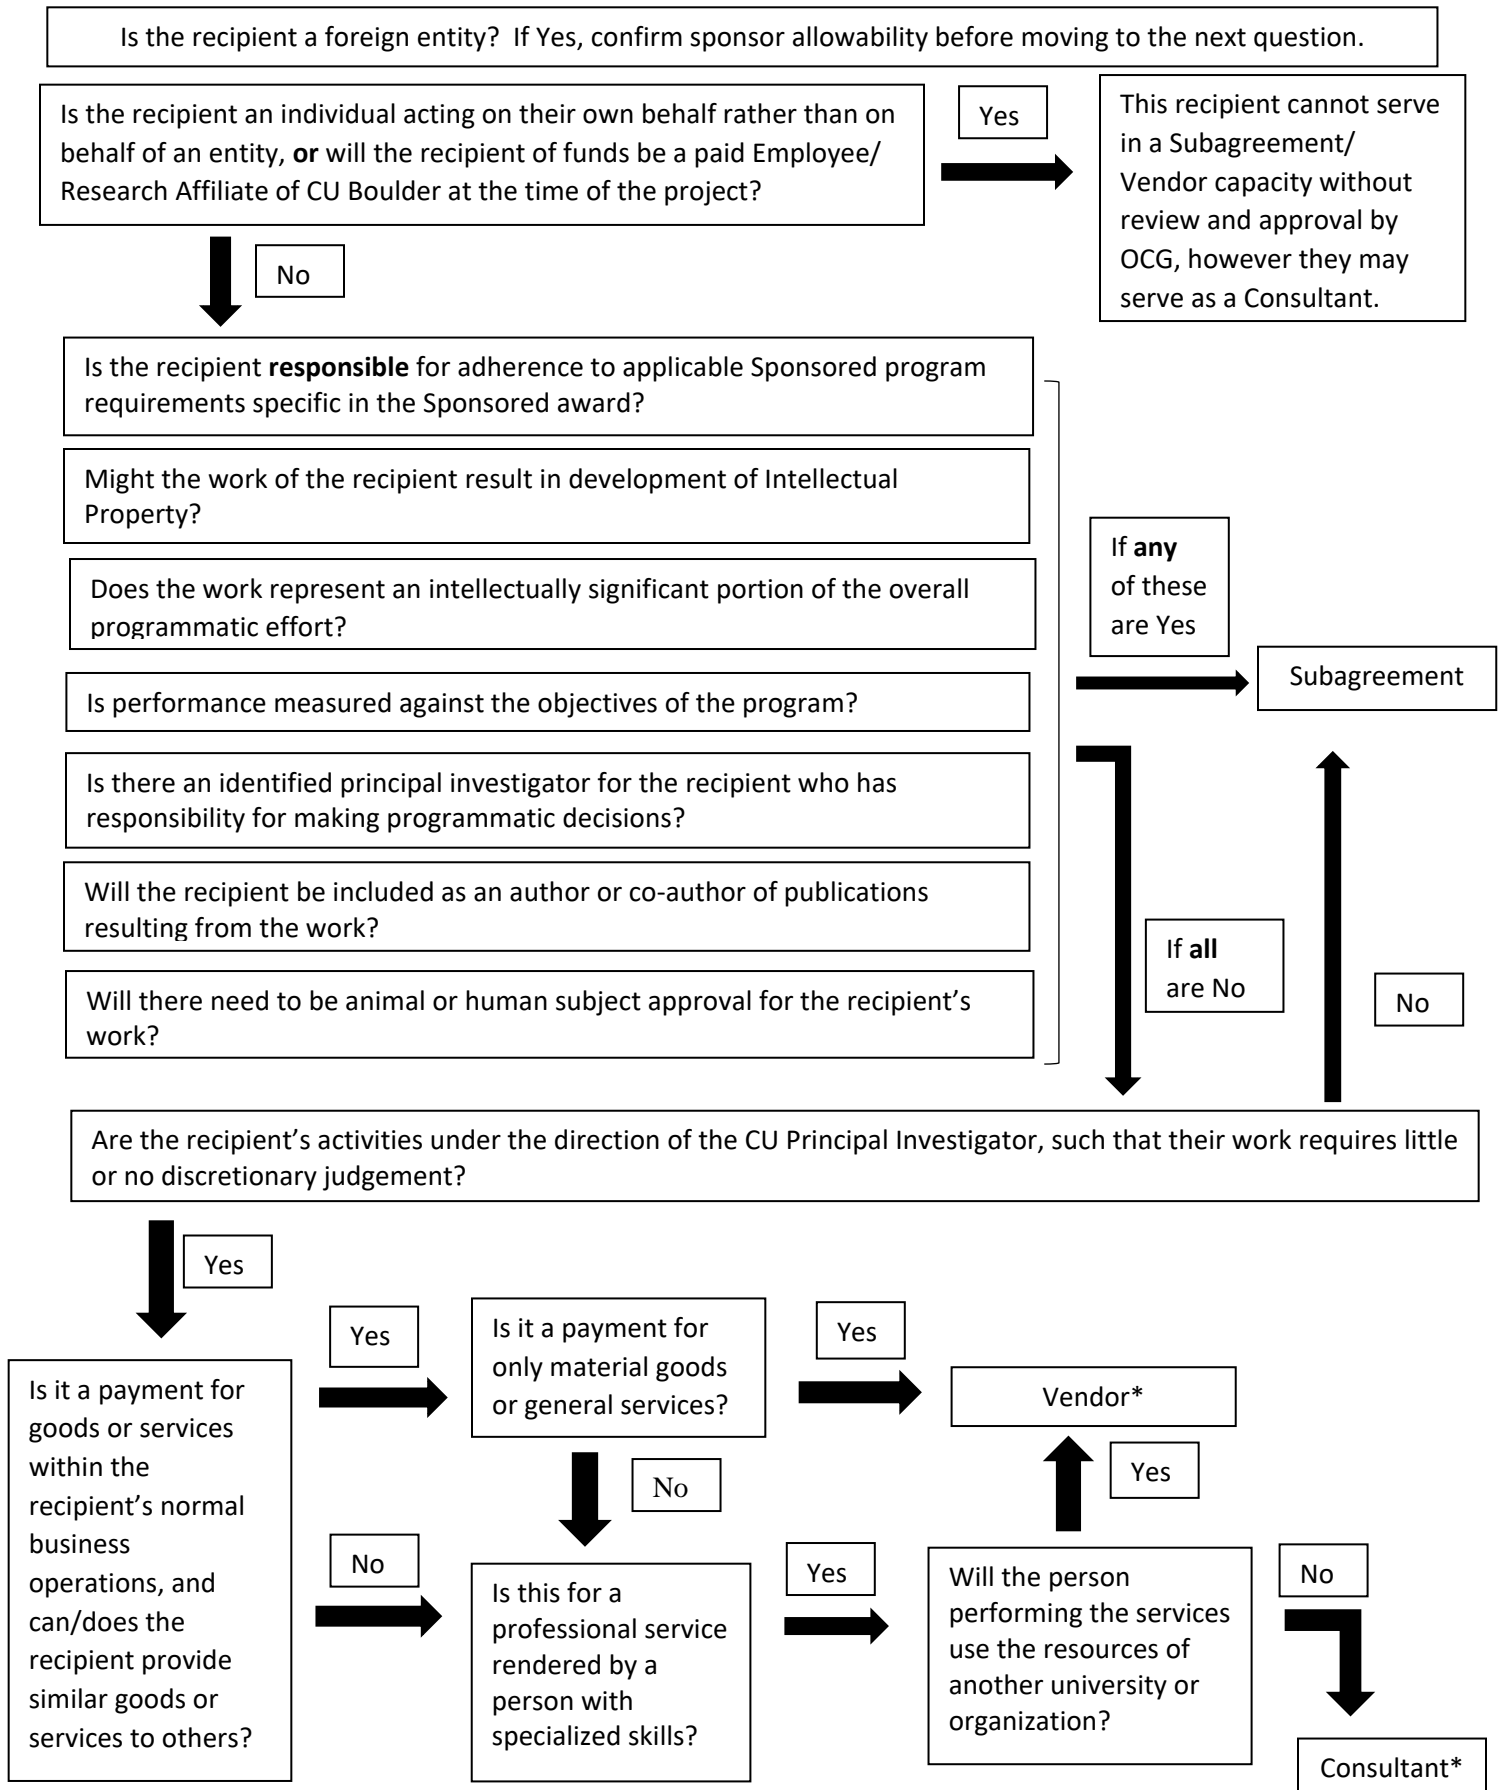 Is the recipient a foreign entity?  If Yes, confirm sponsor allowability before moving to the next question.
Is the recipient an individual acting on their own behalf rather than on
behalf of an entity, or will the recipient of funds be a paid Employee/
Research Affiliate of CU Boulder at the time of the project?
Yes
This recipient cannot serve
in a Subagreement/
Vendor capacity without
review and approval by
OCG, however they may
serve as a Consultant.
No
Is the recipient responsible for adherence to applicable Sponsored program
requirements specific in the Sponsored award?
Might the work of the recipient result in development of Intellectual
Property?
Does the work represent an intellectually significant portion of the overall
programmatic effort?
Is performance measured against the objectives of the program?
Is there an identified principal investigator for the recipient who has
responsibility for making programmatic decisions?
Will the recipient be included as an author or co-author of publications
resulting from the work?
Will there need to be animal or human subject approval for the recipient’s
work?
If any
of these
are Yes
Subagreement
If all
are No
No
Are the recipient’s activities under the direction of the CU Principal Investigator, such that their work requires little
or no discretionary judgement?
Yes
Is it a payment for
goods or services
within the
recipient’s normal
business
operations, and
can/does the
recipient provide
similar goods or
services to others?
Yes
Is it a payment for
only material goods
or general services?
Yes
Vendor*
No
Yes
No
Is this for a
professional service
rendered by a
person with
specialized skills?
Yes
Will the person
performing the services
use the resources of
another university or
organization?
No
Consultant*